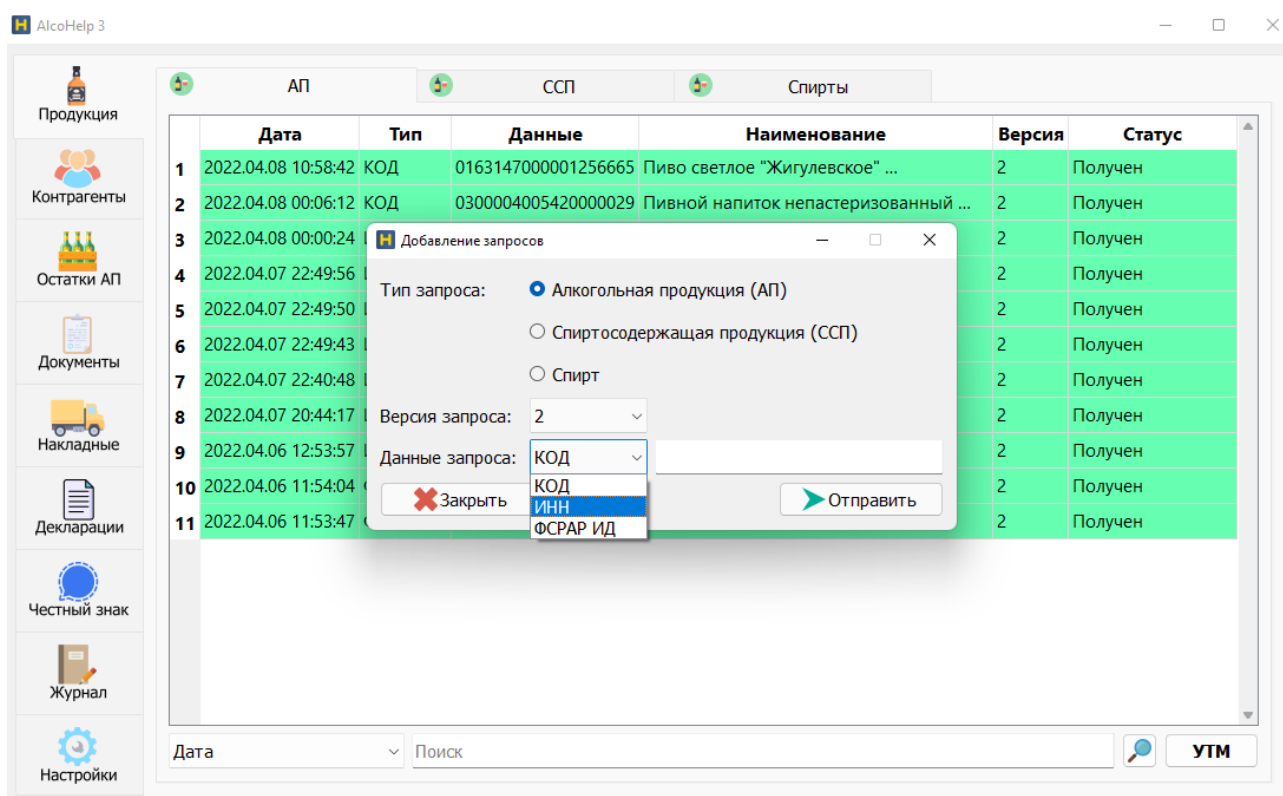 AlcoHelp 3
Продукция
Контрагенты
Остатки АП
Документы
Накладные
Декларации
Честный знак
Журнал
Настройки
АП ССП Спирты
Дата Тип Данные Наименование Версия Статус
1 2022.04.08 10:58:42 КОД 0163147000001256665 Пиво светлое "Жигулевское" ... 2 Получен
2 2022.04.08 00:06:12 КОД 0300004005420000029 Пивной напиток непастеризованный ... 2 Получен
3 2022.04.08 00:00:24 2 Получен
4 2022.04.07 22:49:56 2 Получен
5 2022.04.07 22:49:50 2 Получен
6 2022.04.07 22:49:43 2 Получен
7 2022.04.07 22:40:48 2 Получен
8 2022.04.07 20:44:17 2 Получен
9 2022.04.06 12:53:57 2 Получен
10 2022.04.06 11:54:04 2 Получен
11 2022.04.06 11:53:47 2 Получен
Добавление запросов
Тип запроса: Алкогольная продукция (АП)
Спиртосодержащая продукция (ССП)
Спирт
Версия запроса: 2
Данные запроса: КОД
КОД
ИНН
ФСРАР ИД
Закрыть Отправить
Дата Поиск УТМ